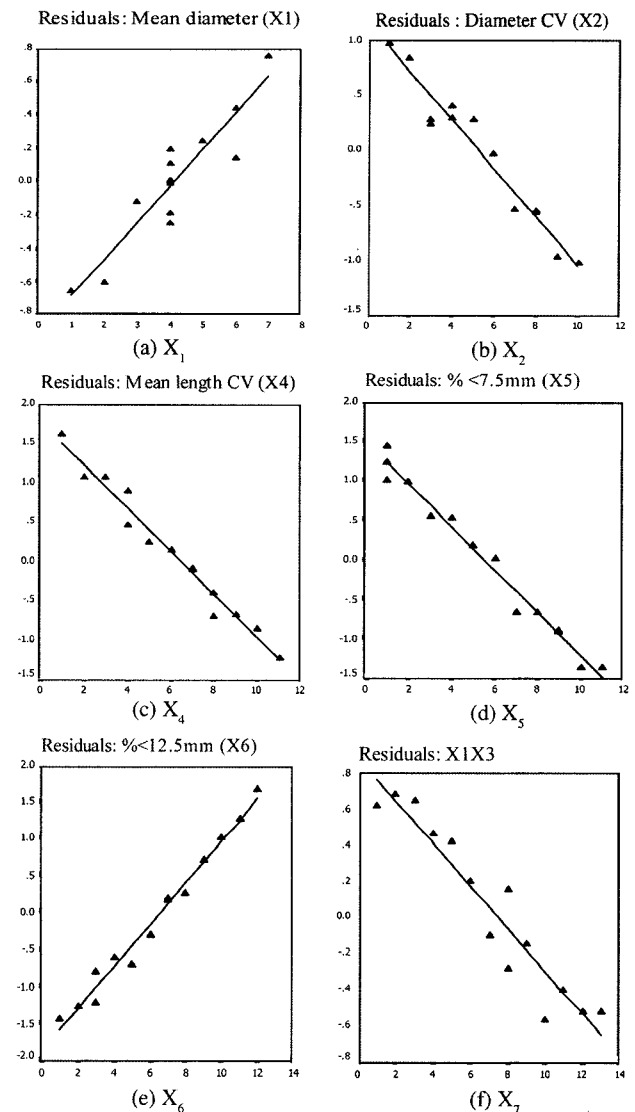 Residuals: Mean diameter (X1)
.8
.6
.4
.2
0.0
-.2
-.4
-.6
-.8
0 1 2 3 4 5 6 7 8
(a) X1
Residuals : Diameter CV (X2)
1.0
.5
0.0
-.5
-1.0
-1.5
0 2 4 6 8 10 12
(b) X2
Residuals: Mean length CV (X4)
2.0
1.5
1.0
.5
0.0
-.5
-1.0
-1.5
0 2 4 6 8 10 12
(c) X4
Residuals: % <7.5mm (X5)
2.0
1.5
1.0
.5
0.0
-.5
-1.0
-1.5
0 2 4 6 8 10 12
(d) X5
Residuals: %<12.5mm (X6)
2.0
1.5
1.0
.5
0.0
-.5
-1.0
-1.5
-2.0
0 2 4 6 8 10 12 14
(e) X6
Residuals: X1X3
.8
.6
.4
.2
0.0
-.2
-.4
-.6
-.8
0 2 4 6 8 10 12 14
(f) X7